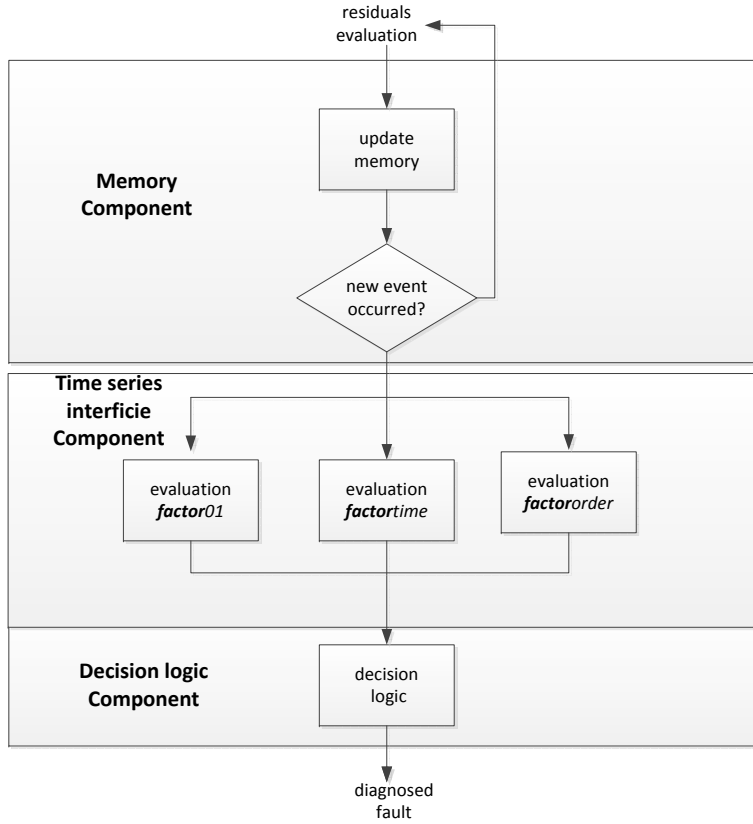 residuals
evaluation
update
memory
Memory
Component
new event
occurred?
Time series
interficie
Component
evaluation
factor01
evaluation
factortime
evaluation
factororder
Decision logic
Component
decision
logic
diagnosed
fault